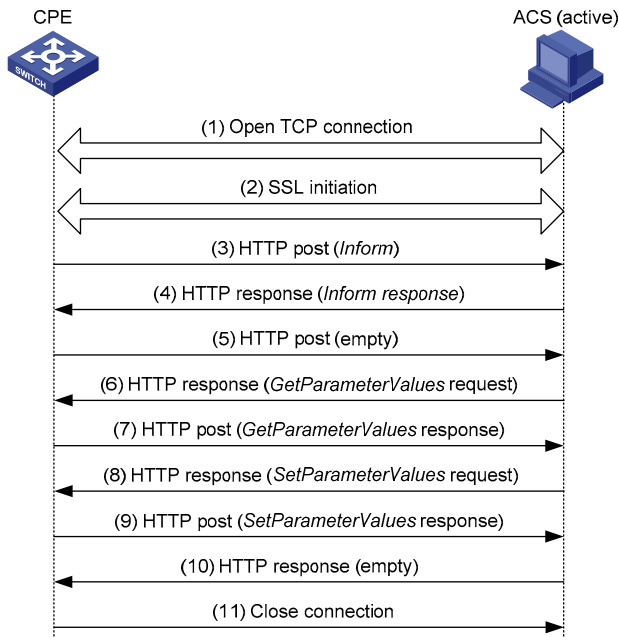 CPE
ACS (active)
SWITCH
(1) Open TCP connection
(2) SSL initiation
(3) HTTP post (Inform)
(4) HTTP response (Inform response)
(5) HTTP post (empty)
(6) HTTP response (GetParameterValues request)
(7) HTTP post (GetParameterValues response)
(8) HTTP response (SetParameterValues request)
(9) HTTP post (SetParameterValues response)
(10) HTTP response (empty)
(11) Close connection